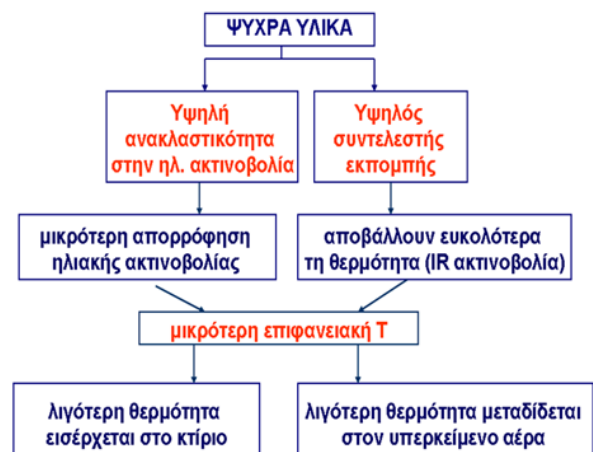 ΨΥΧΡΑ ΥΛΙΚΑ
Υψηλή
ανακλαστικότητα
στην ηλ. ακτινοβολία
Υψηλός
συντελεστής
εκπομπής
μικρότερη απορρόφηση
ηλιακής ακτινοβολίας
αποβάλλουν ευκολότερα
τη θερμότητα (IR ακτινοβολία)
μικρότερη επιφανειακή Τ
λιγότερη θερμότητα
εισέρχεται στο κτίριο
λιγότερη θερμότητα μεταδίδεται
στον υπερκείμενο αέρα